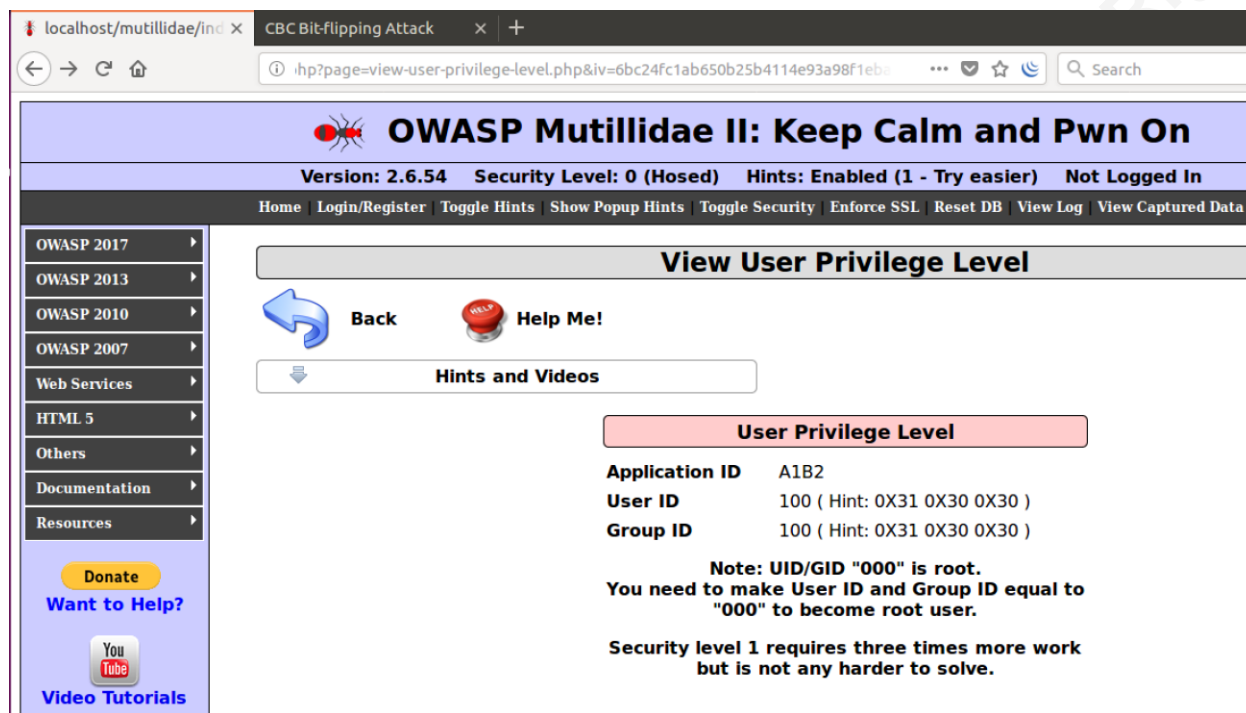 localhost/mutillidae/ind
CBC Bit-flipping Attack
hp?page=view-user-privilege-level.php&iv=6bc24fc1ab650b25b4114e93a98f1eba
Search
OWASP Mutillidae II: Keep Calm and Pwn On
Version: 2.6.54 Security Level: 0 (Hosed) Hints: Enabled (1 - Try easier) Not Logged In
Home | Login/Register | Toggle Hints | Show Popup Hints | Toggle Security | Enforce SSL | Reset DB | View Log | View Captured Data
OWASP 2017
OWASP 2013
OWASP 2010
OWASP 2007
Web Services
HTML 5
Others
Documentation
Resources
Donate
Want to Help?
You
Tube
Video Tutorials
View User Privilege Level
Back
HELP
Help Me!
Hints and Videos
User Privilege Level
Application ID A1B2
User ID 100 ( Hint: 0X31 0X30 0X30 )
Group ID 100 ( Hint: 0X31 0X30 0X30 )
Note: UID/GID "000" is root.
You need to make User ID and Group ID equal to
"000" to become root user.
Security level 1 requires three times more work
but is not any harder to solve.